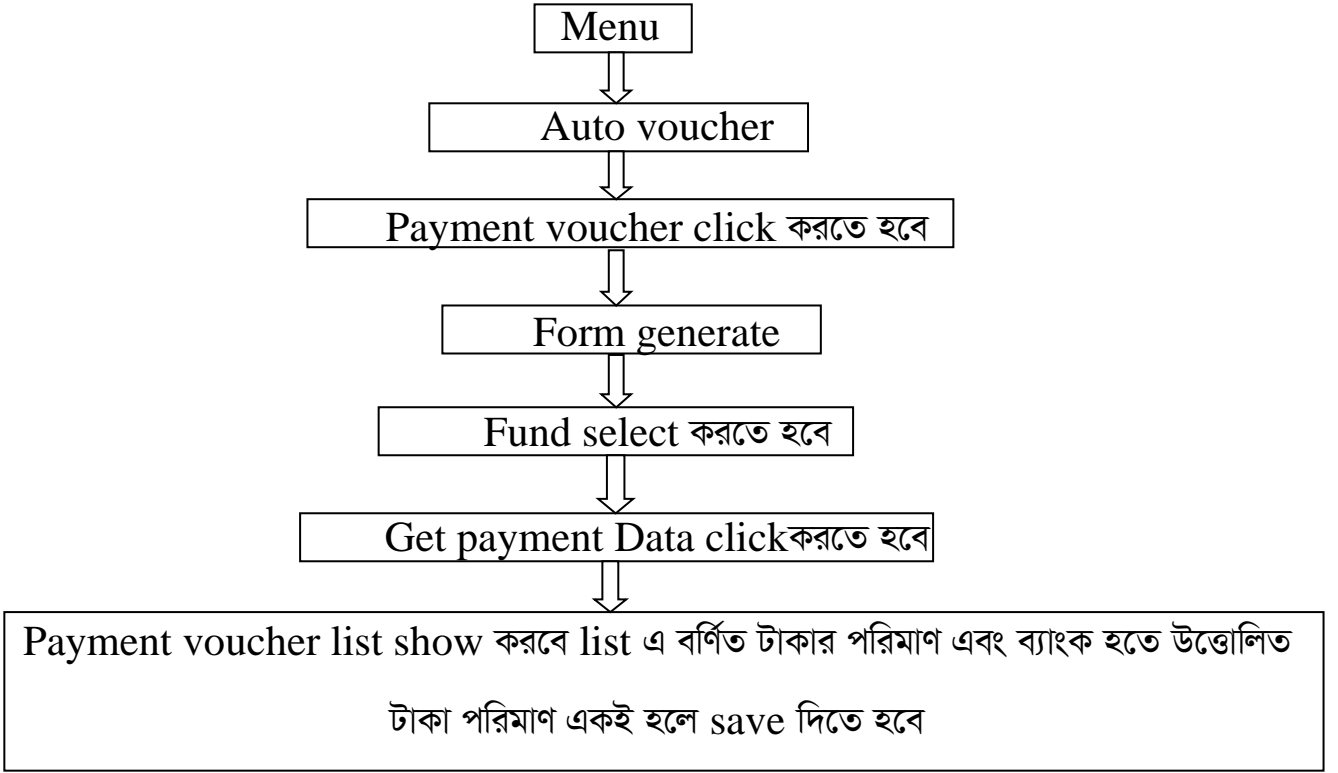 Menu
Auto voucher
Payment voucher click করতে হবে
Form generate
Fund select করতে হবে
Get payment Data clickকরতে হবে
Payment voucher list show করবে list এ বর্ণিত টাকার পরিমাণ এবং ব্যাংক হতে উত্তোলিত
টাকা পরিমাণ একই হলে save দিতে হবে